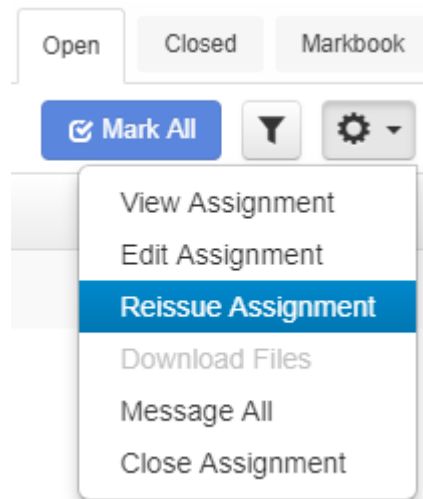 Open Closed Markbook
Mark All
View Assignment
Edit Assignment
Reissue Assignment
Download Files
Message All
Close Assignment